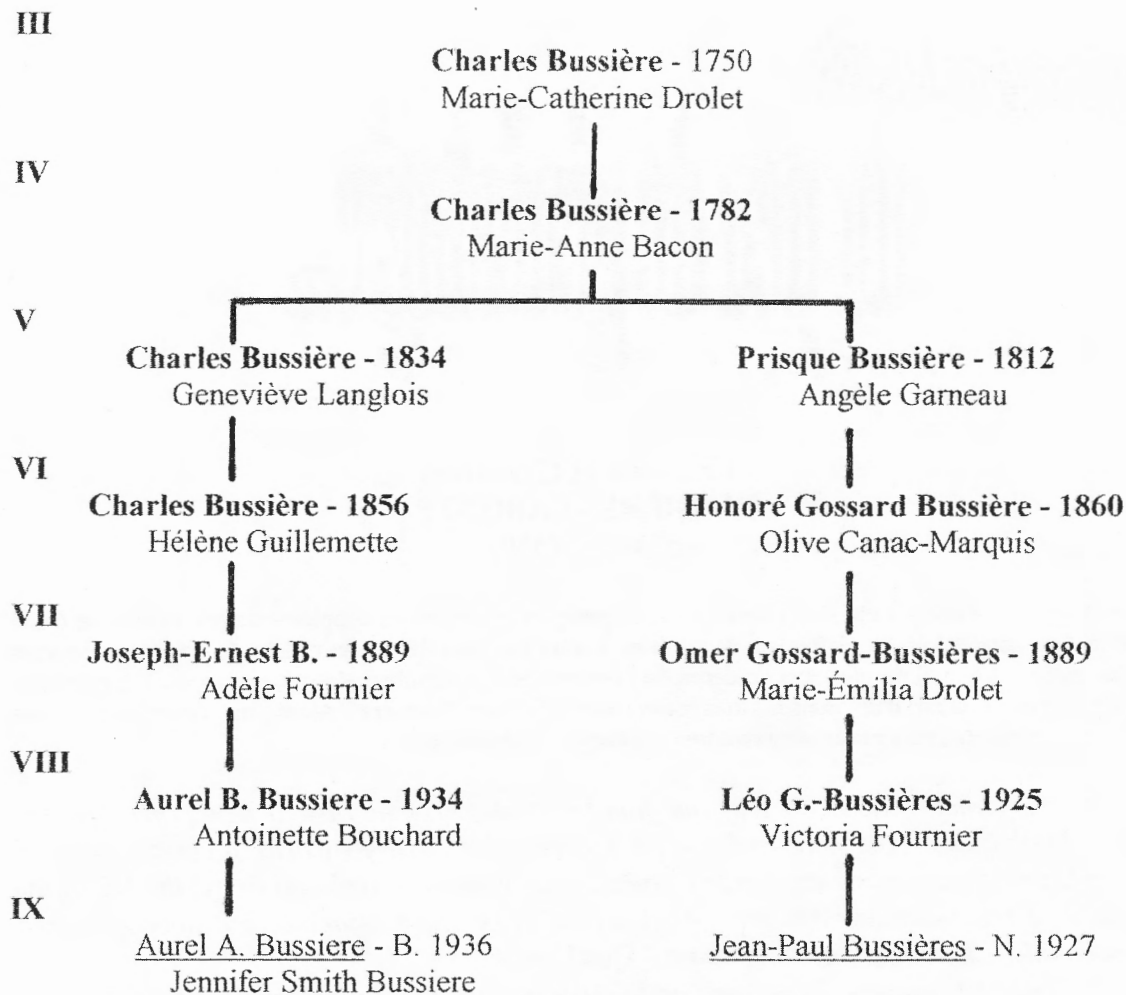 III
Charles Bussière - 1750
Marie-Catherine Drolet
IV
Charles Bussière - 1782
Marie-Anne Bacon
V
Charles Bussière - 1834
Geneviève Langlois
Prisque Bussière - 1812
Angèle Garneau
VI
Charles Bussière - 1856
Hélène Guillemette
Honoré Gossard Bussière - 1860
Olive Canac-Marquis
VII
Joseph-Ernest B. - 1889
Adèle Fournier
Omer Gossard-Bussières - 1889
Marie-Émilia Drolet
VIII
Aurel B. Bussiere - 1934
Antoinette Bouchard
Léo G.-Bussières - 1925
Victoria Fournier
IX
Aurel A. Bussiere - B. 1936
Jennifer Smith Bussiere
Jean-Paul Bussières - N. 1927